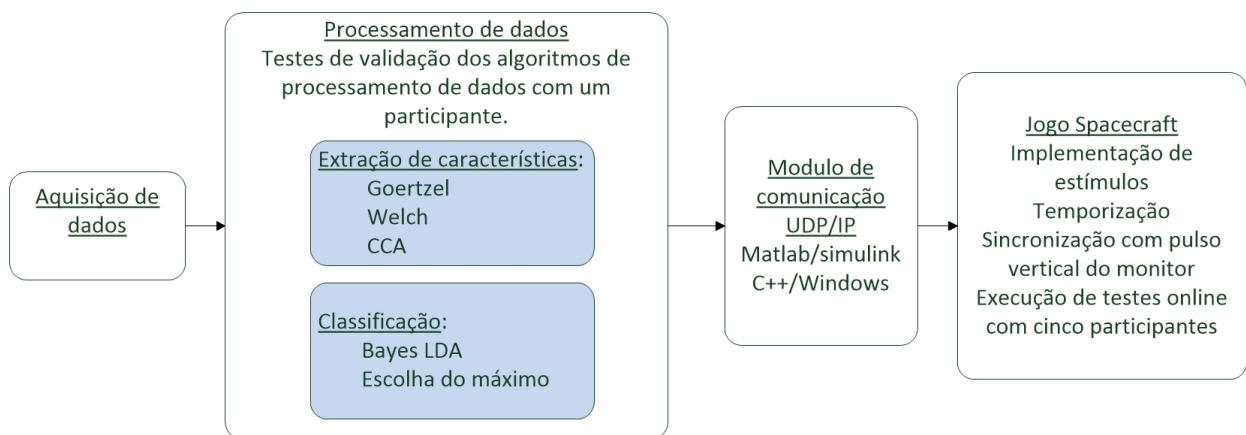 Aquisição de
dados
Processamento de dados
Testes de validação dos algoritmos de
processamento de dados com um
participante.
Extração de características:
Goertzel
Welch
CCA
Classificação:
Bayes LDA
Escolha do máximo
Modulo de
comunicação
UDP/IP
Matlab/simulink
C++/Windows
Jogo Spacecraft
Implementação de
estímulos
Temporização
Sincronização com pulso
vertical do monitor
Execução de testes online
com cinco participantes